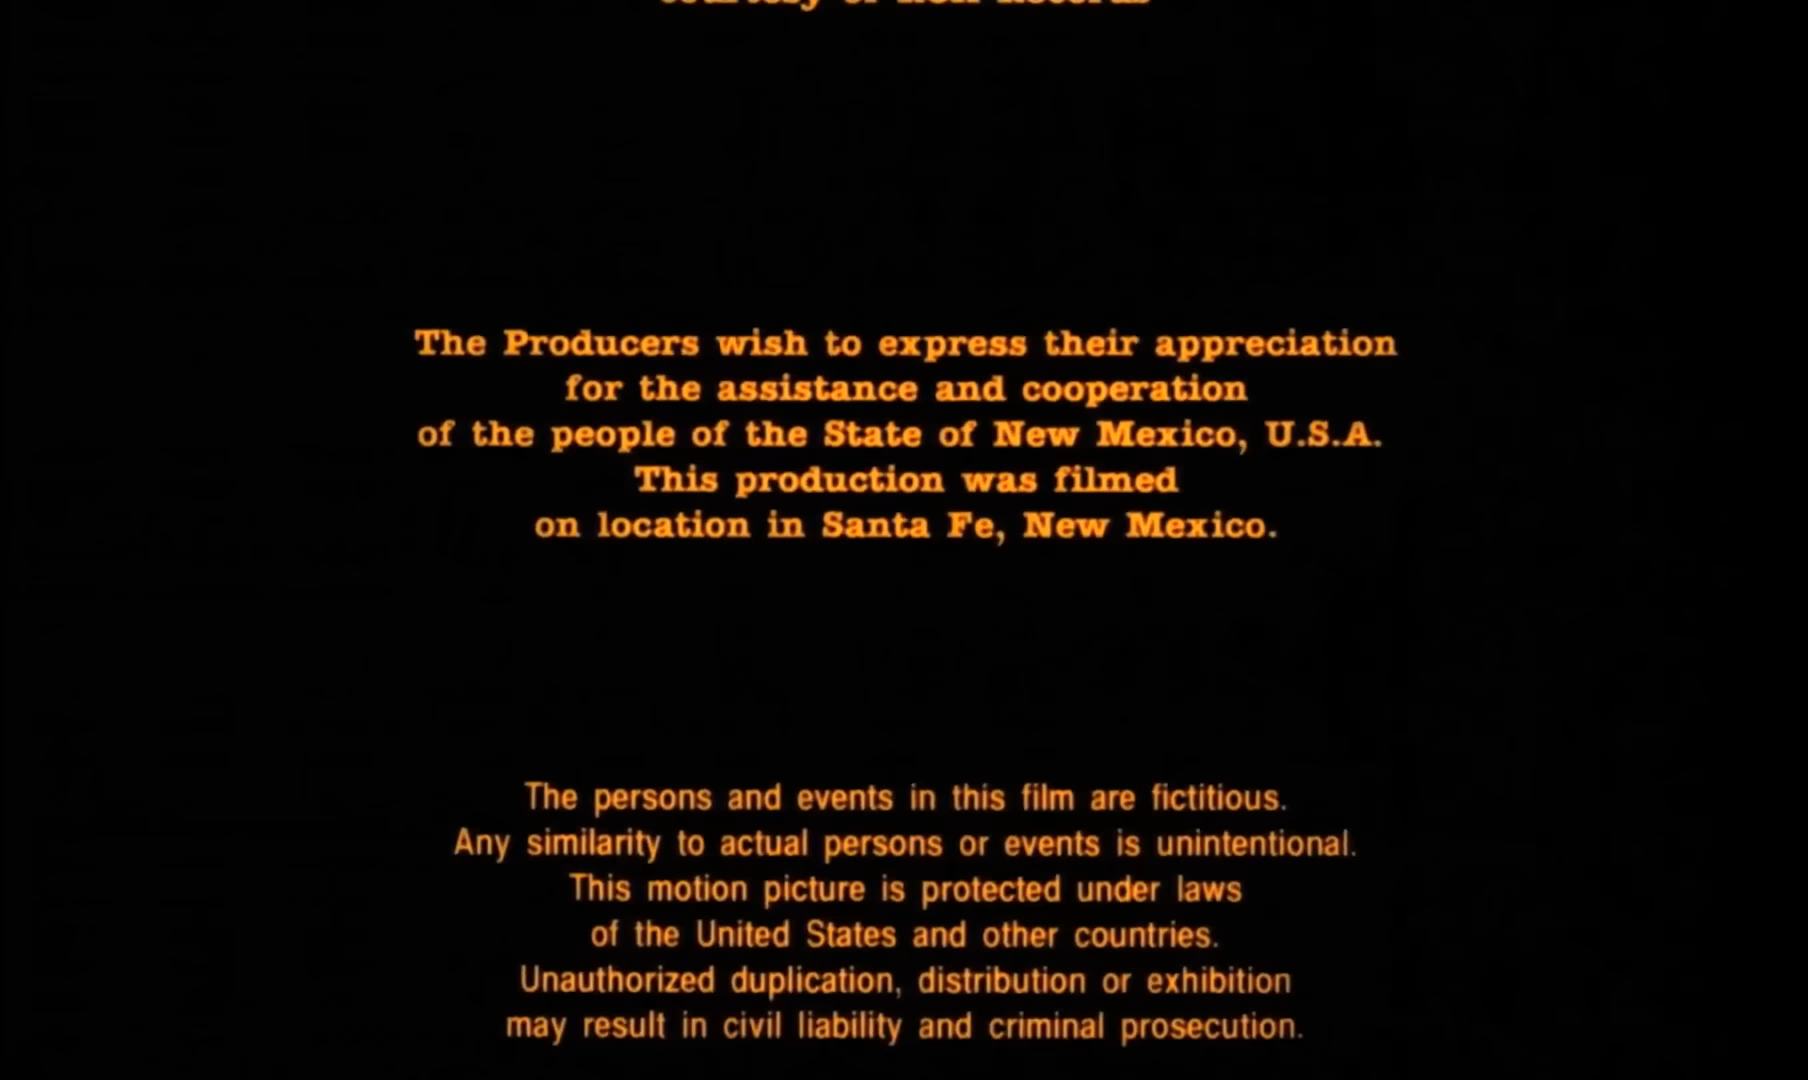 The Producers wish to express their appreciation
for the assistance and cooperation
of the people of the State of New Mexico, U.S.A.
This production was filmed
on location in Santa Fe, New Mexico.
The persons and events in this film are fictitious.
Any similarity to actual persons or events is unintentional.
This motion picture is protected under laws
of the United States and other countries.
Unauthorized duplication, distribution or exhibition
may result in civil liability and criminal prosecution.